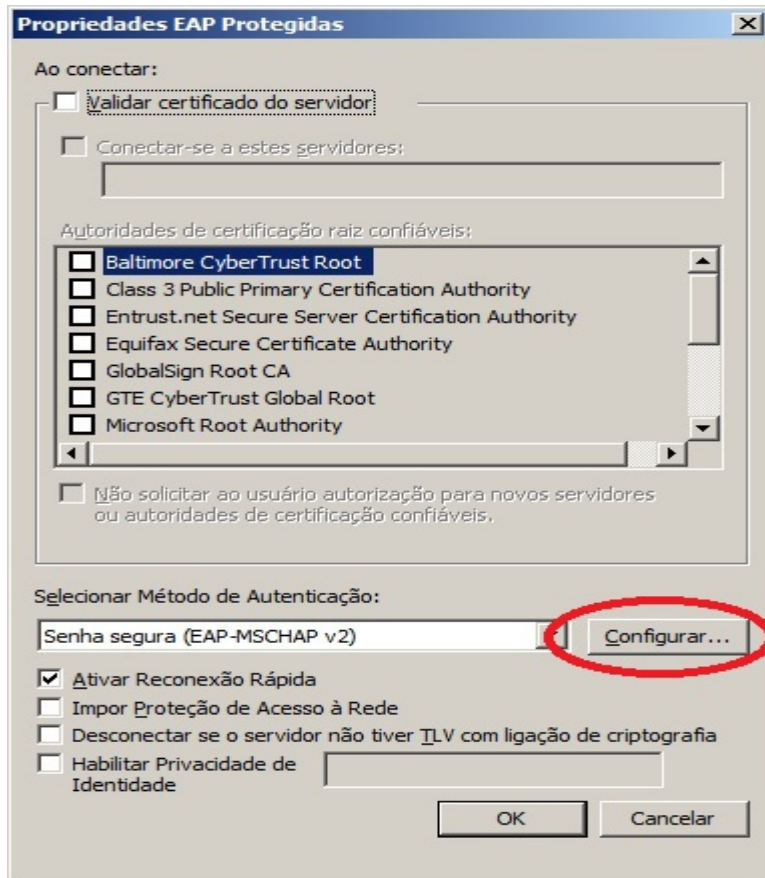 Propriedades EAP Protegidas
Ao conectar:
Validar certificado do servidor
Conectar-se a estes servidores:
Autoridades de certificação raiz confiáveis:
Baltimore CyberTrust Root
Class 3 Public Primary Certification Authority
Entrust.net Secure Server Certification Authority
Equifax Secure Certificate Authority
GlobalSign Root CA
GTE CyberTrust Global Root
Microsoft Root Authority
Não solicitar ao usuário autorização para novos servidores
ou autoridades de certificação confiáveis.
Selecionar Método de Autenticação:
Senha segura (EAP-MSCHAP v2)
Configurar...
Ativar Reconexão Rápida
Impor Proteção de Acesso à Rede
Desconectar se o servidor não tiver TLV com ligação de criptografia
Habilitar Privacidade de
Identidade
OK
Cancelar